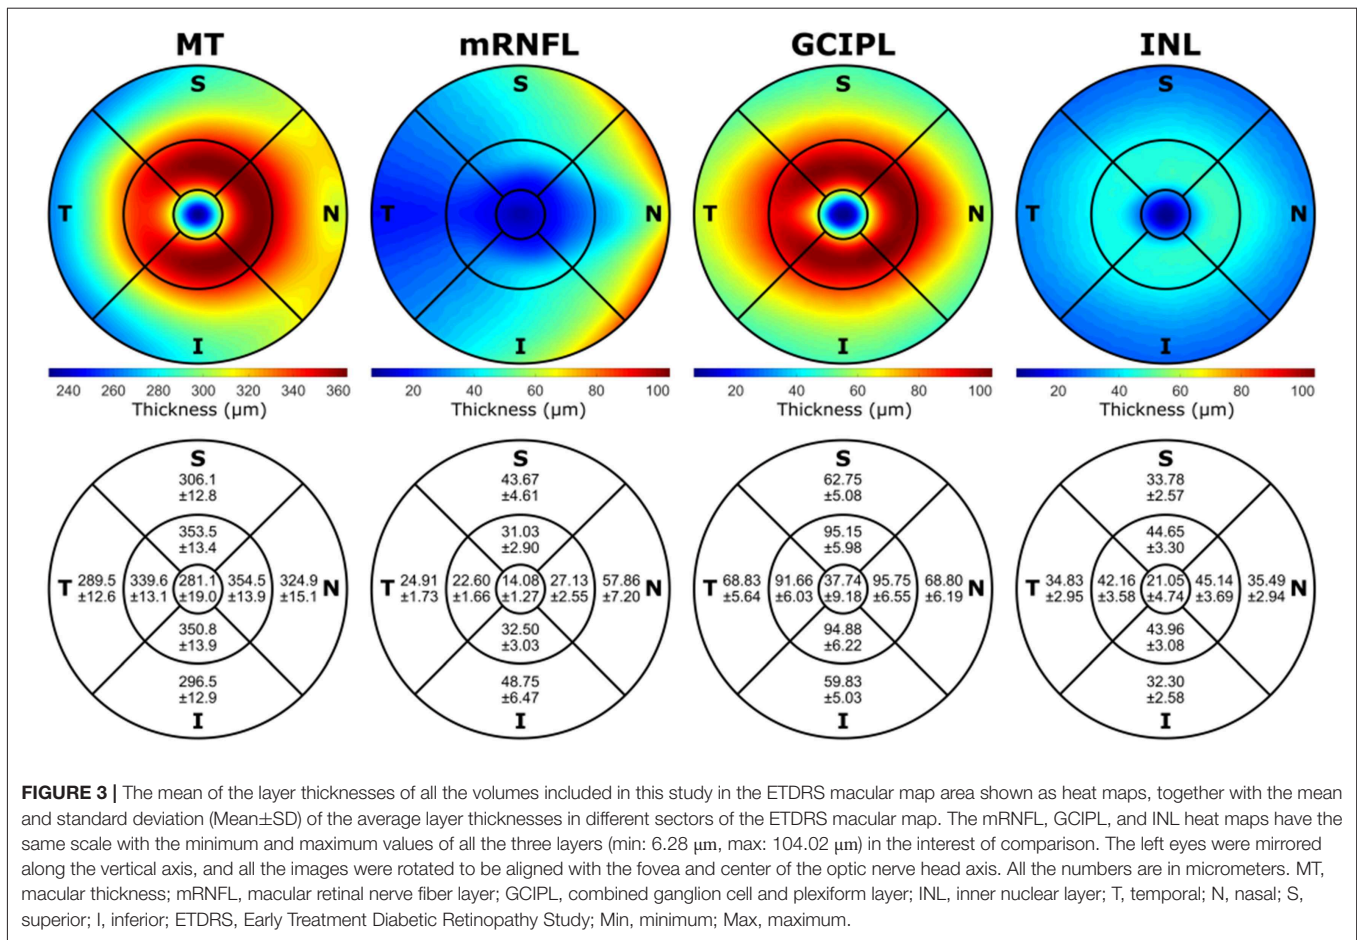 MT
mRNFL
GCIPL
INL
S
T
N
I
S
T
N
I
S
T
N
I
S
T
N
I
240 260 280 300 320 340 360
Thickness (µm)
20 40 60 80 100
Thickness (µm)
20 40 60 80 100
Thickness (µm)
20 40 60 80 100
Thickness (µm)
S
306.1
±12.8
353.5
±13.4
T 289.5 339.6 281.1 354.5 324.9 N
±12.6 ±13.1 ±19.0 ±13.9 ±15.1
350.8
±13.9
296.5
±12.9
I
S
43.67
±4.61
31.03
±2.90
T 24.91 22.60 14.08 27.13 57.86 N
±1.73 ±1.66 ±1.27 ±2.55 ±7.20
32.50
±3.03
48.75
±6.47
I
S
62.75
±5.08
95.15
±5.98
T 68.83 91.66 37.74 95.75 68.80 N
±5.64 ±6.03 ±9.18 ±6.55 ±6.19
94.88
±6.22
59.83
±5.03
I
S
33.78
±2.57
44.65
±3.30
T 34.83 42.16 21.05 45.14 35.49 N
±2.95 ±3.58 ±4.74 ±3.69 ±2.94
43.96
±3.08
32.30
±2.58
I
FIGURE 3 | The mean of the layer thicknesses of all the volumes included in this study in the ETDRS macular map area shown as heat maps, together with the mean
and standard deviation (Mean±SD) of the average layer thicknesses in different sectors of the ETDRS macular map. The mRNFL, GCIPL, and INL heat maps have the
same scale with the minimum and maximum values of all the three layers (min: 6.28 µm, max: 104.02 µm) in the interest of comparison. The left eyes were mirrored
along the vertical axis, and all the images were rotated to be aligned with the fovea and center of the optic nerve head axis. All the numbers are in micrometers. MT,
macular thickness; mRNFL, macular retinal nerve fiber layer; GCIPL, combined ganglion cell and plexiform layer; INL, inner nuclear layer; T, temporal; N, nasal; S,
superior; I, inferior; ETDRS, Early Treatment Diabetic Retinopathy Study; Min, minimum; Max, maximum.